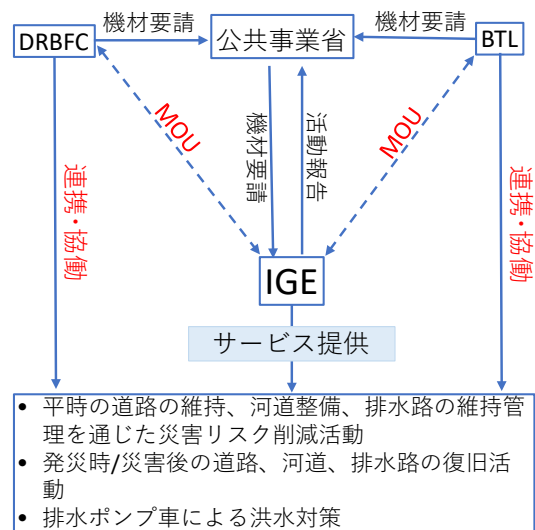 機材要請
機材要請
DRBFC
公共事業省
BTL
MOU
MOU
機材要請
活動報告
連携・協働
連携・協働
IGE
サービス提供
• 平時の道路の維持、河道整備、排水路の維持管
理を通じた災害リスク削減活動
• 発災時/災害後の道路、河道、排水路の復旧活
動
• 排水ポンプ車による洪水対策